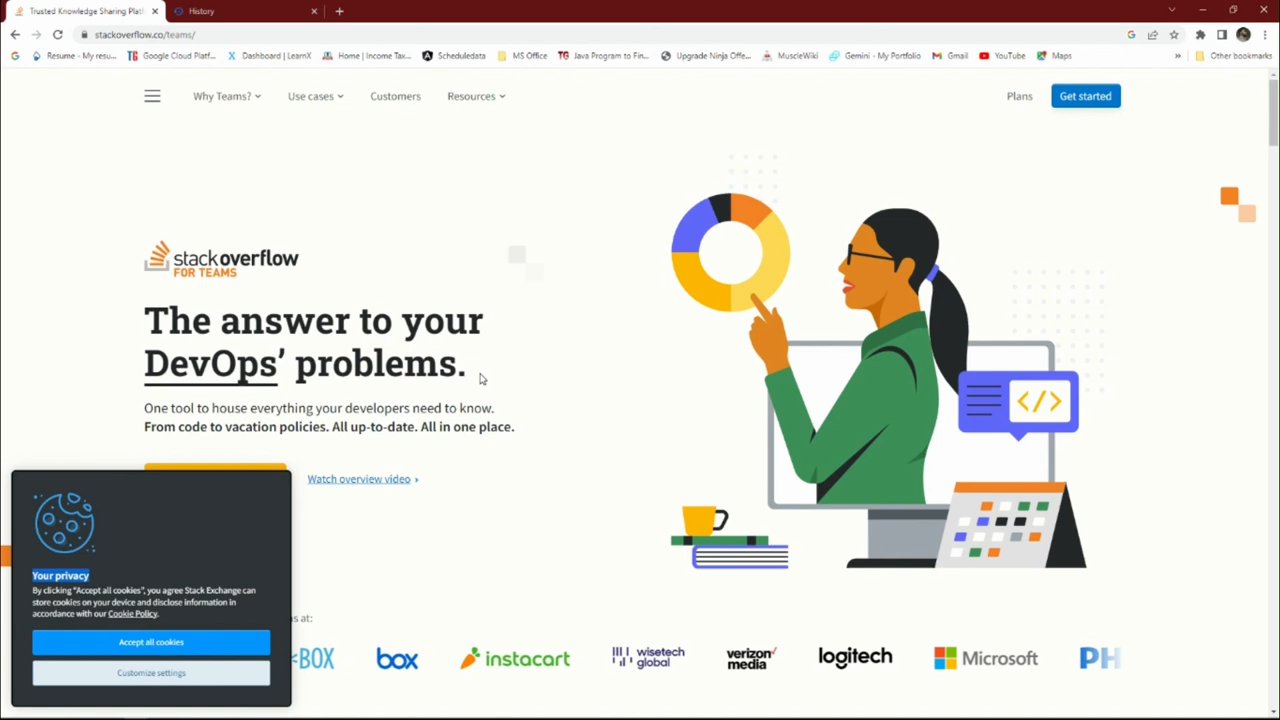 Trusted Knowledge Sharing Platf
History
stackoverflow.co/teams/
Resume - My resu...
Google Cloud Platf...
Dashboard | LearnX
Home | Income Tax...
Scheduledata
MS Office
Java Program to Fin...
Upgrade Ninja Offe...
MuscleWiki
Gemini - My Portfolio
Gmail
YouTube
Maps
Other bookmarks
Why Teams?
Use cases
Customers
Resources
Plans
Get started
stackoverflow
FOR TEAMS
The answer to your
DevOps’ problems.
One tool to house everything your developers need to know.
From code to vacation policies. All up-to-date. All in one place.
Watch overview video
</>
Your privacy
By clicking “Accept all cookies”, you agree Stack Exchange can
store cookies on your device and disclose information in
accordance with our Cookie Policy.
Accept all cookies
Customize settings
s at:
BOX
box
instacart
wisetech
global
verizon
media
logitech
Microsoft
PH